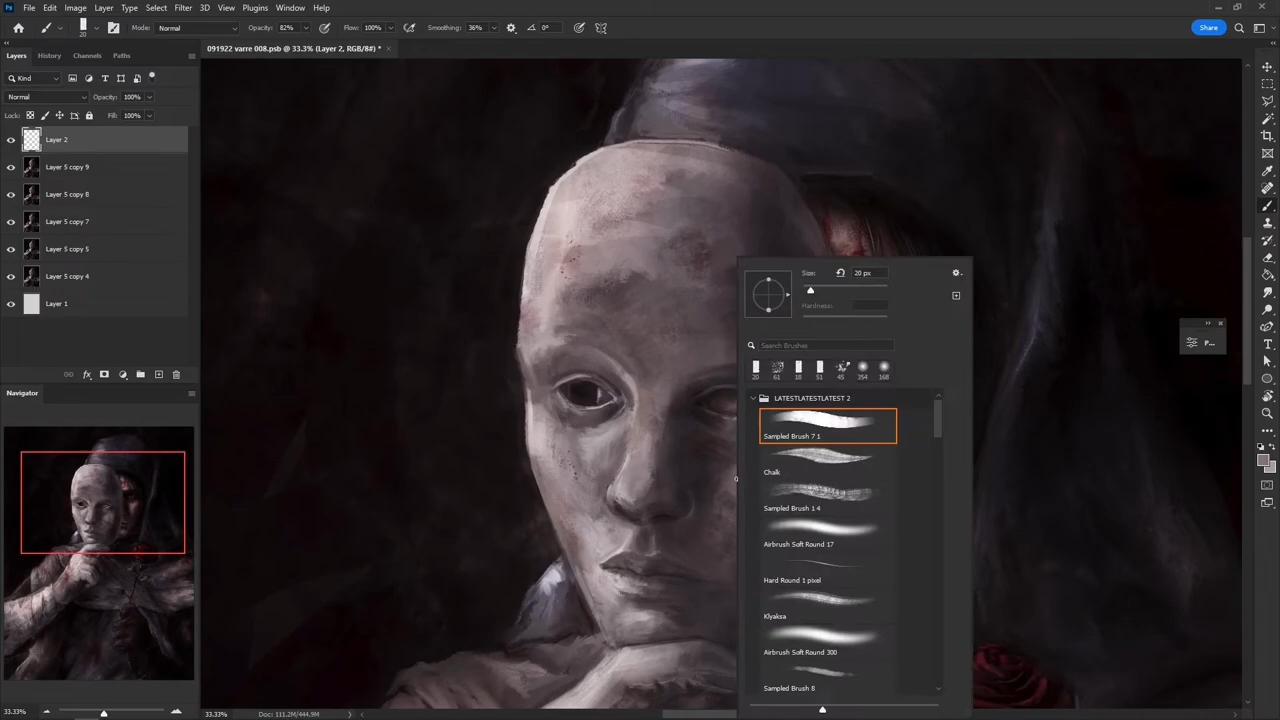 Ps File Edit Image Layer Type Select Filter 3D View Plugins Window Help
20 Mode: Normal Opacity: 82% Flow: 100% Smoothing: 36% 0° Share
Layers History Channels Paths
091922 varre 008.psb @ 33.3% (Layer 2, RGB/8#) * ×
Kind
Normal Opacity: 100%
Lock: Fill: 100%
Layer 2
Layer 5 copy 9
Layer 5 copy 8
Layer 5 copy 7
Layer 5 copy 5
Layer 5 copy 4
Layer 1
fx
Navigator
Size: 20 px
Hardness:
P...
Search Brushes
20 61 18 51 45 354 168
LATESTLATESTLATEST 2
Sampled Brush 7 1
Chalk
Sampled Brush 1 4
Airbrush Soft Round 17
Hard Round 1 pixel
Klyaksa
Airbrush Soft Round 300
Sampled Brush 8
33.33%
33.33% Doc: 111.2M/444.9M